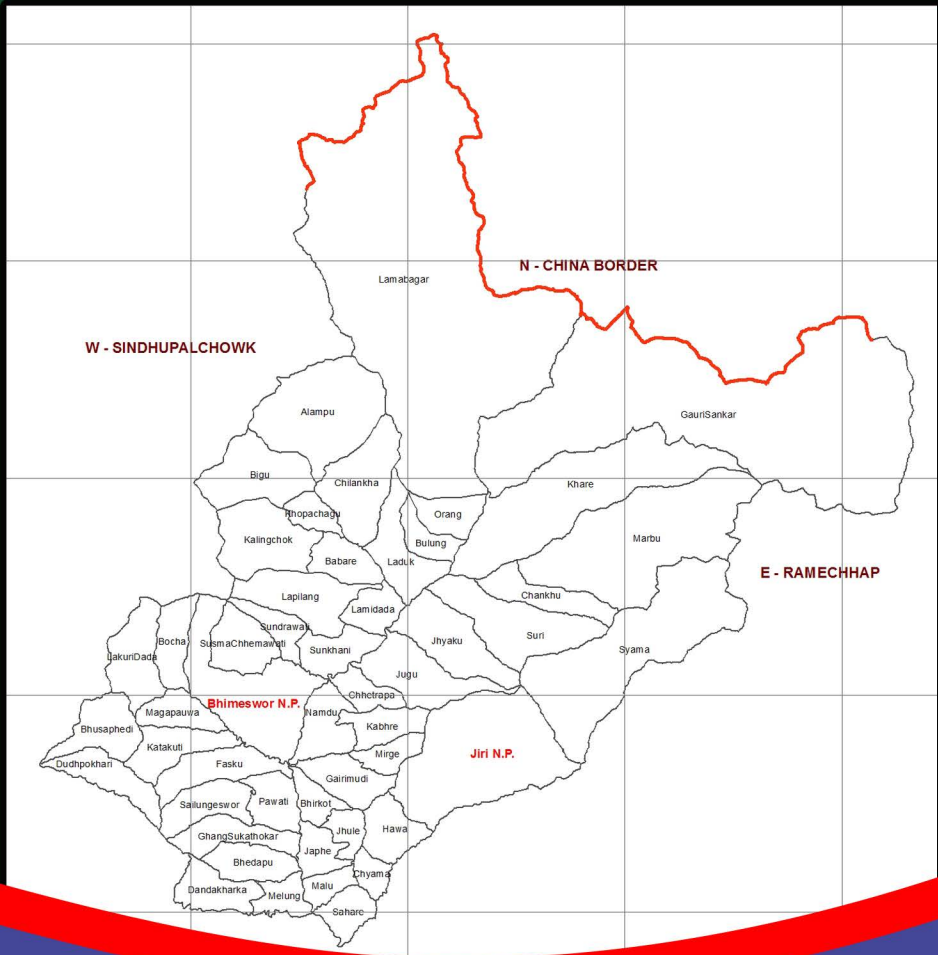 N - CHINA BORDER
Lamabagar
W - SINDHUPALCHOWK
Alampu
GauriSankar
Bigu
Chilankha
Khare
Khopachagu
Orang
Kalingchok
Bulung
Marbu
Babare
Laduk
E - RAMECHHAP
Lapilang
Chankhu
Lamidada
Sundrawati
Bocha
SusmaChhemawati
Jhyaku
Suri
Sunkhani
Syama
LakuriDada
Jugu
Chhetrapa
Bhimeswor N.P.
Magapauwa
Namdu
Bhusaphedi
Kabhre
Katakuti
Mirge
Jiri N.P.
Dudhpokhari
Fasku
Gairimudi
Sailungeswor
Pawati
Bhirkot
GhangSukathokar
Jhule
Hawa
Japhe
Bhedapu
Chyama
Dandakharka
Malu
Melung
Sahare